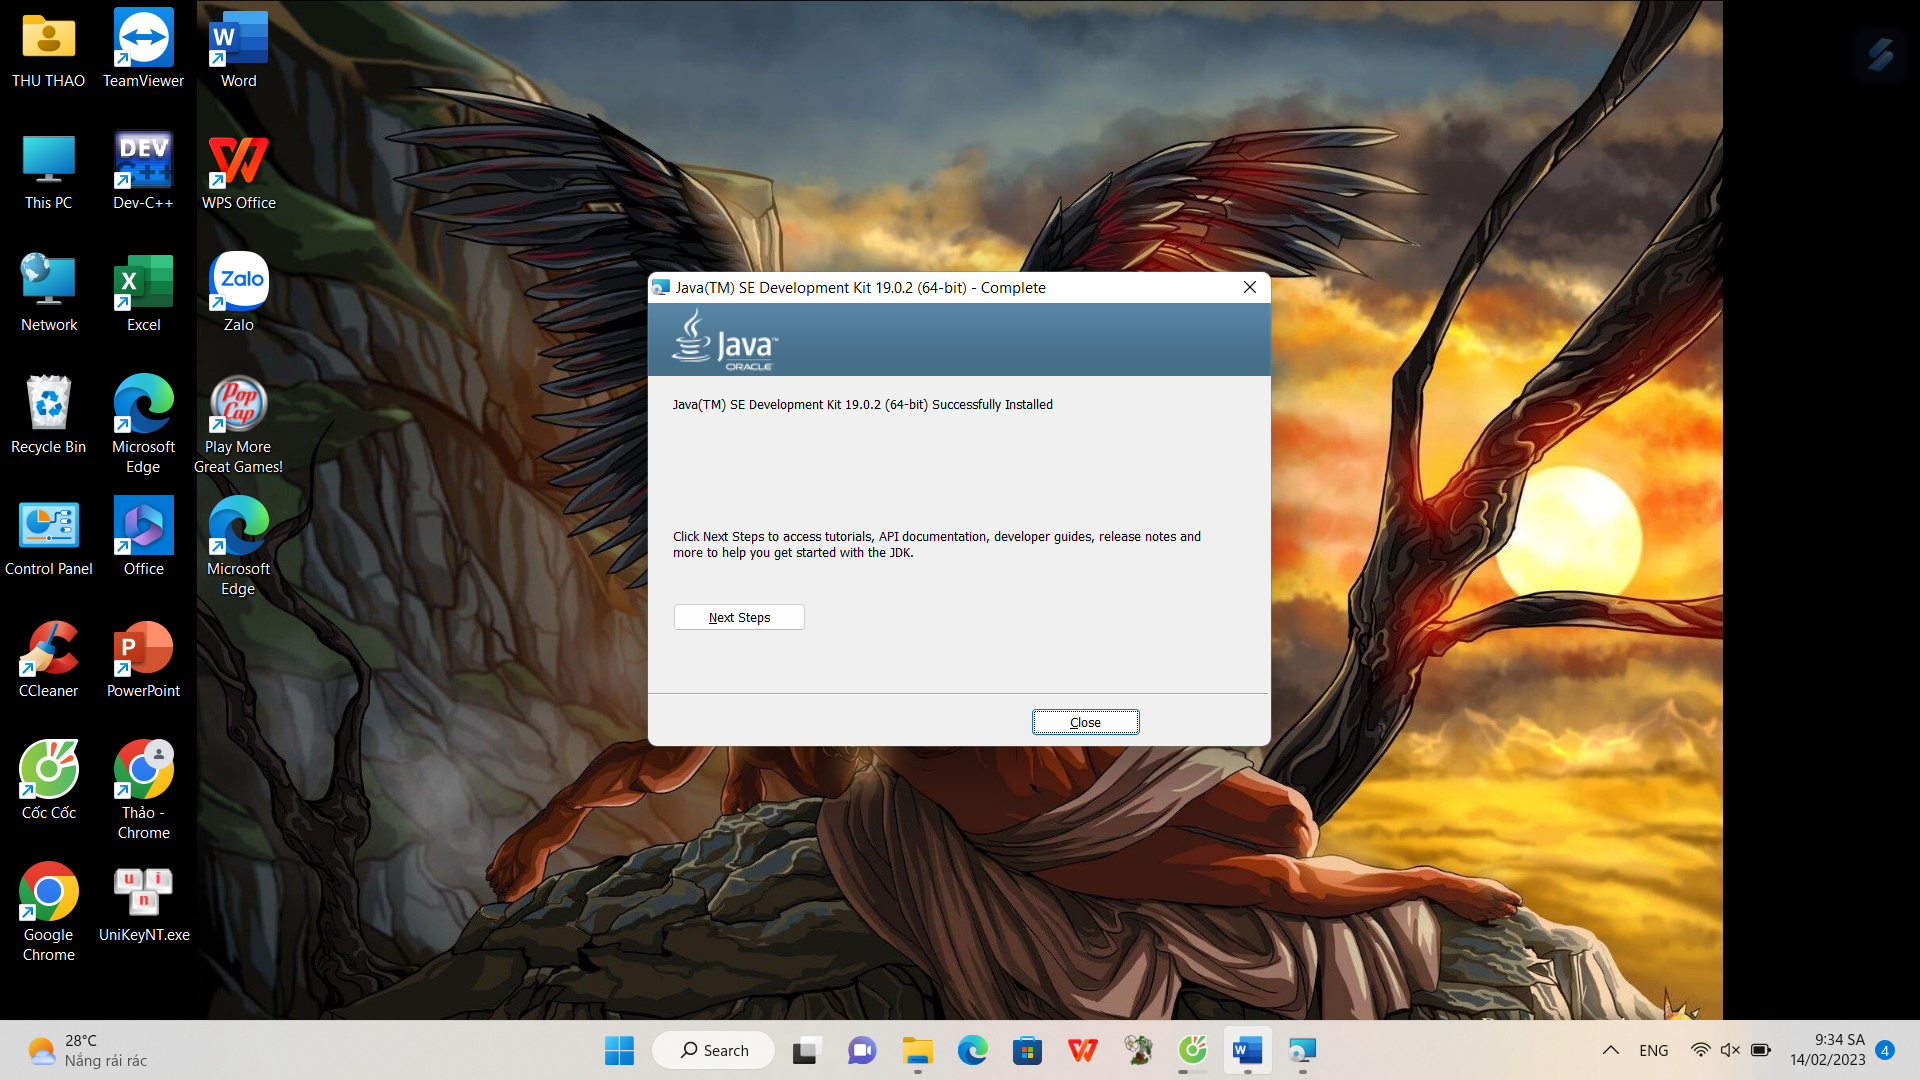 THU THAO
TeamViewer
Word
This PC
DEV
C++
Dev-C++
WPS Office
Network
Excel
Zalo
Zalo
Recycle Bin
Microsoft
Edge
Pop
Cap
Play More
Great Games!
Control Panel
Office
Microsoft
Edge
CCleaner
PowerPoint
Cốc Cốc
Thảo -
Chrome
Google
Chrome
u i
n
UniKeyNT.exe
Java(TM) SE Development Kit 19.0.2 (64-bit) - Complete
Java™
ORACLE
Java(TM) SE Development Kit 19.0.2 (64-bit) Successfully Installed
Click Next Steps to access tutorials, API documentation, developer guides, release notes and
more to help you get started with the JDK.
Next Steps
Close
28°C
Nắng rải rác
Search
ENG
9:34 SA
14/02/2023
4